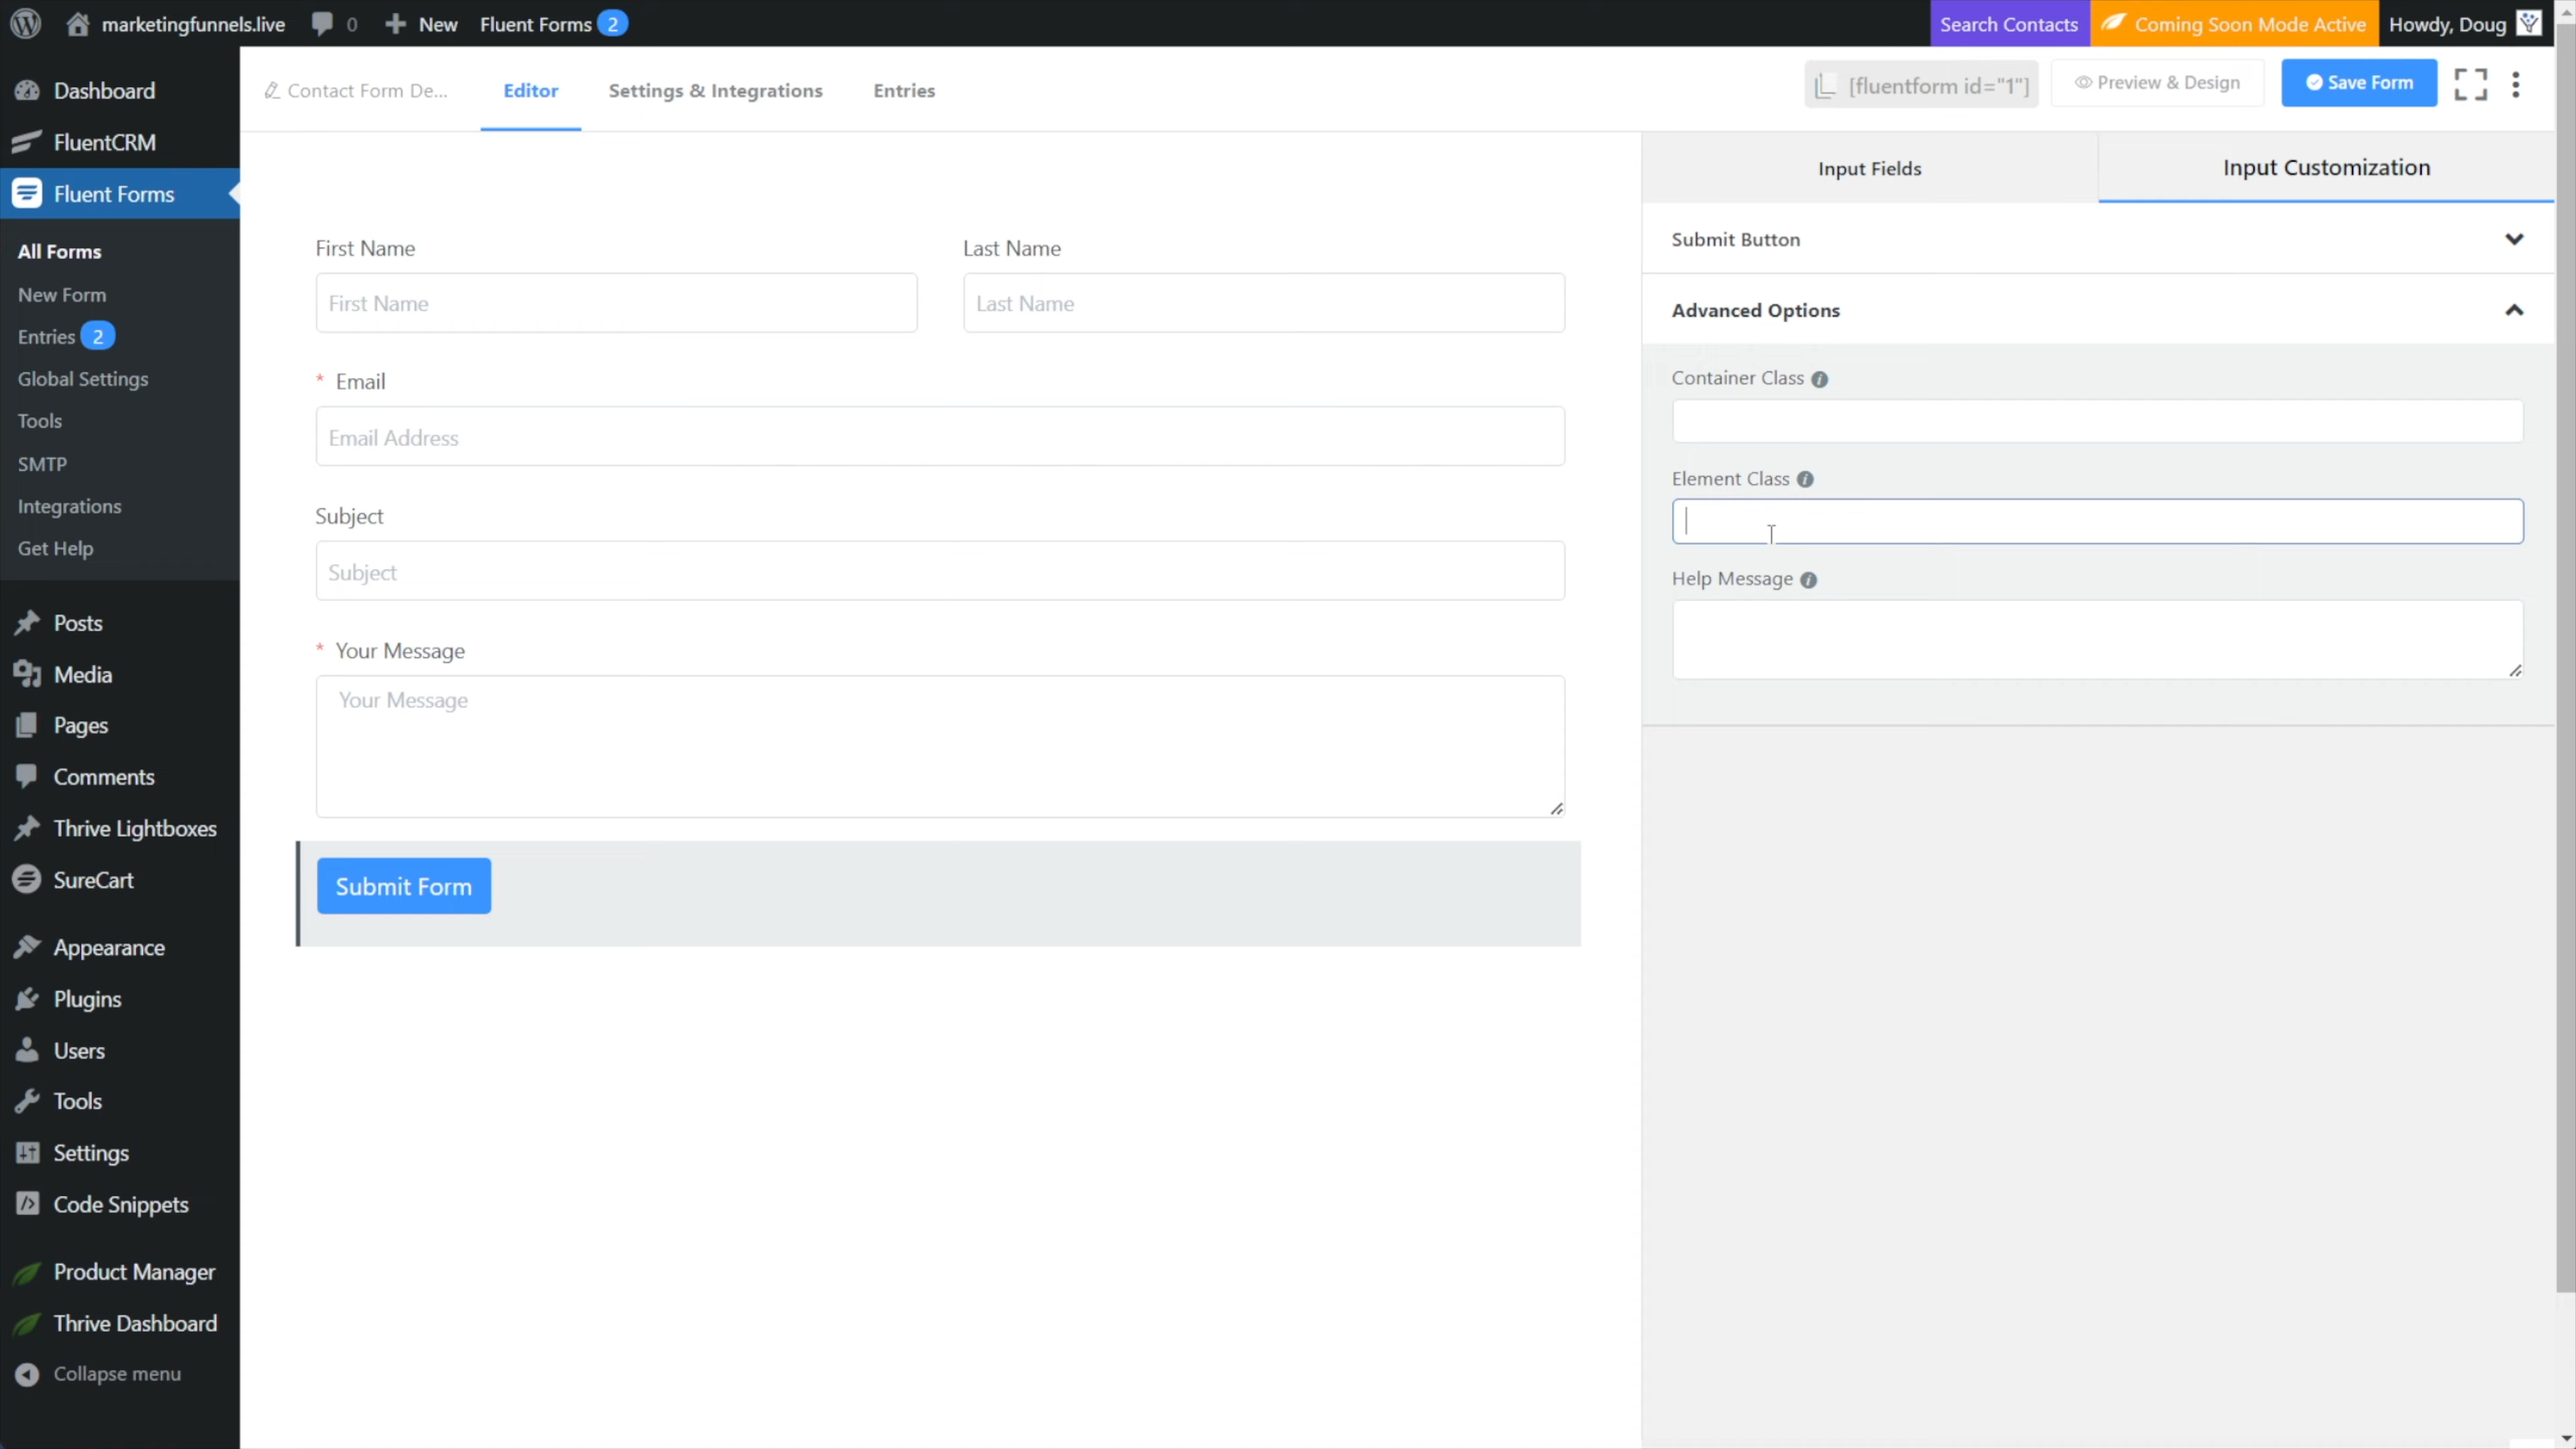 marketingfunnels.live 0 New Fluent Forms 2
Search Contacts Coming Soon Mode Active Howdy, Doug
Dashboard
FluentCRM
Fluent Forms
All Forms
New Form
Entries 2
Global Settings
Tools
SMTP
Integrations
Get Help
Posts
Media
Pages
Comments
Thrive Lightboxes
SureCart
Appearance
Plugins
Users
Tools
Settings
Code Snippets
Product Manager
Thrive Dashboard
Collapse menu
Contact Form De... Editor Settings & Integrations Entries
[fluentform id="1"] Preview & Design Save Form
First Name Last Name
First Name Last Name
* Email
Email Address
Subject
Subject
* Your Message
Your Message
Submit Form
Input Fields Input Customization
Submit Button
Advanced Options
Container Class
Element Class
Help Message